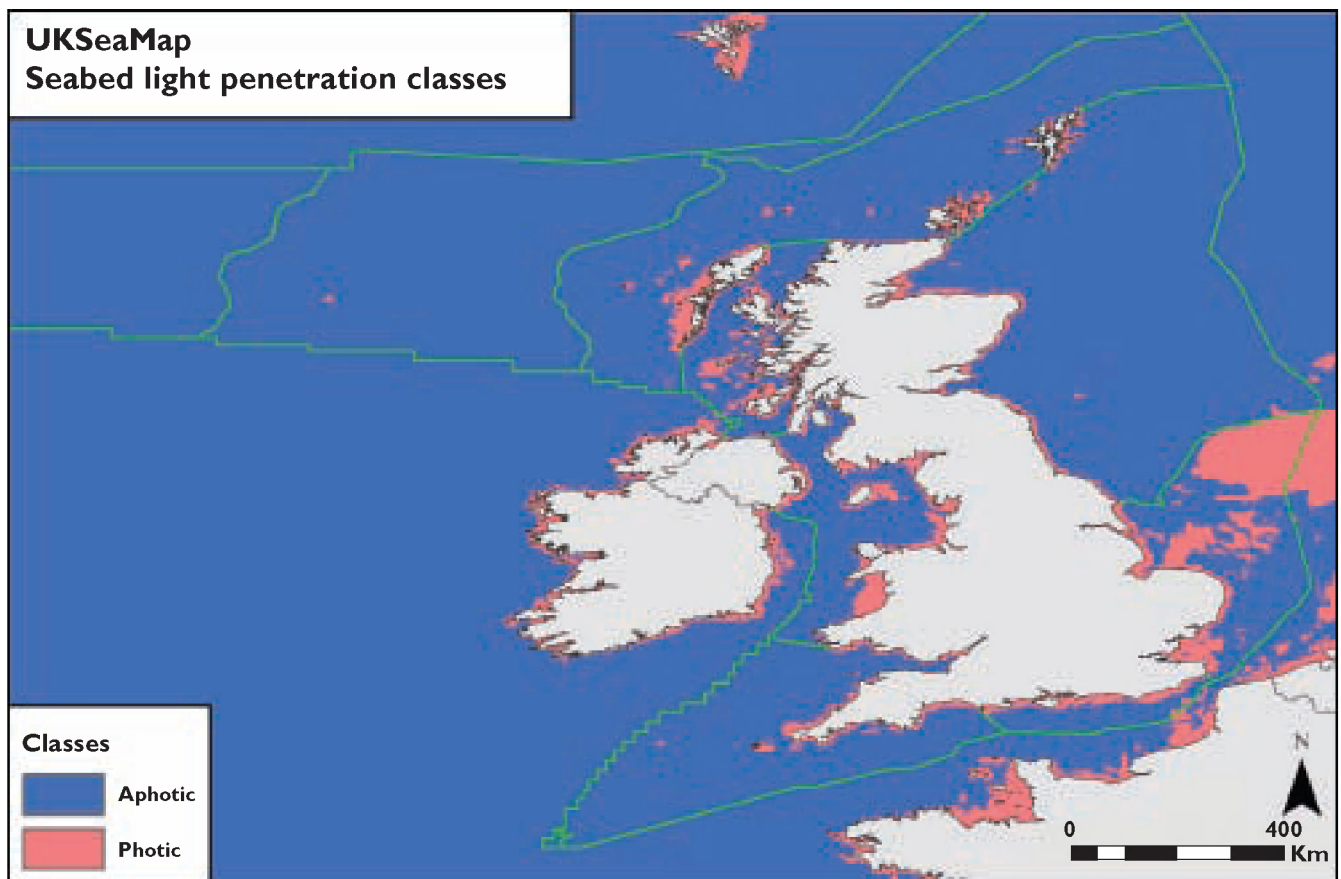 UKSeaMap
Seabed light penetration classes
Classes
Aphotic
Photic
N
0 400
Km